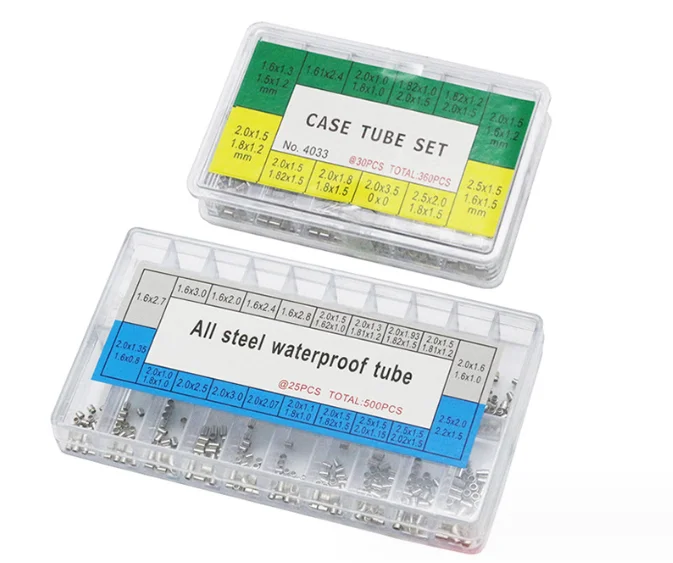 1.6x1.3
1.5x1.2
mm
1.61x2.4
2.0x1.0
1.8x1.0
1.82x1.0
2.0x1.5
1.82x1.2
2.0x1.5
2.0x1.5
1.5x1.2
mm
CASE TUBE SET
No. 4033
@30PCS TOTAL:360PCS
2.0x1.5
1.8x1.2
mm
2.0x1.5
1.82x1.5
2.0x1.8
1.8x1.5
2.0x3.5
0x0
2.5x2.0
1.8x1.5
2.5x1.5
1.6x1.5
mm
1.6x2.7
1.6x3.0
1.6x2.0
1.6x2.4
1.6x2.8
2.0x1.5
1.62x1.0
2.0x1.3
1.81x1.2
2.0x1.93
1.82x1.5
2.0x1.5
1.81x1.2
2.0x1.6
1.6x1.0
All steel waterproof tube
@25PCS TOTAL:500PCS
2.0x1.35
1.6x0.8
2.0x1.0
1.8x1.0
2.0x2.5
2.0x3.0
2.0x2.07
2.0x1.1
1.8x1.0
2.0x1.5
1.82x1.5
2.5x1.5
2.0x1.15
2.5x1.5
2.02x1.5
2.5x2.0
2.2x1.5